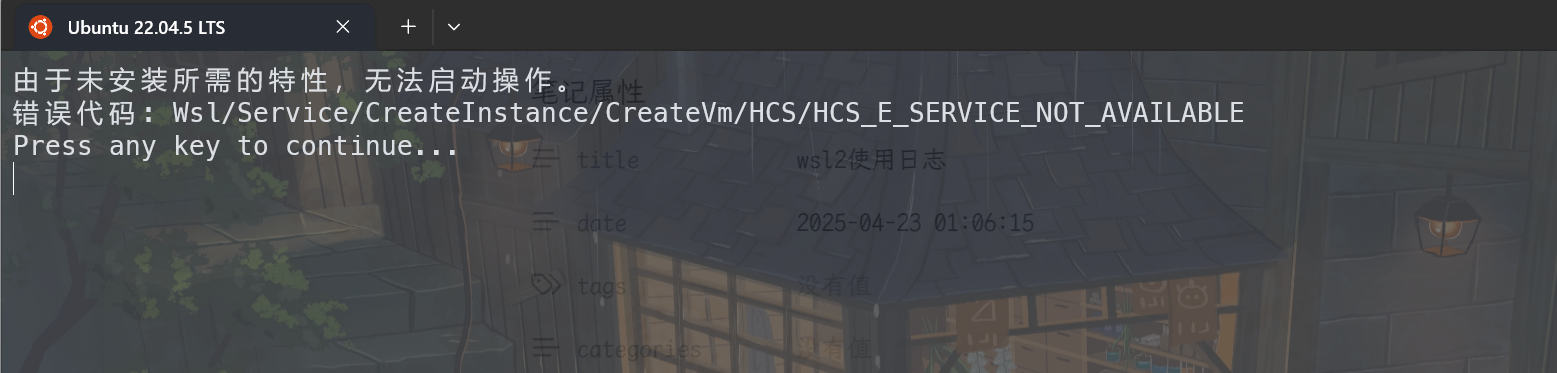 Ubuntu 22.04.5 LTS
由于未安装所需的特性，无法启动操作。
笔记属性
错误代码: Wsl/Service/CreateInstance/CreateVm/HCS/HCS_E_SERVICE_NOT_AVAILABLE
Press any key to continue...
title wsl2使用日志
date 2025-04-23 01:06:15
tags 没有值
categories 没有值